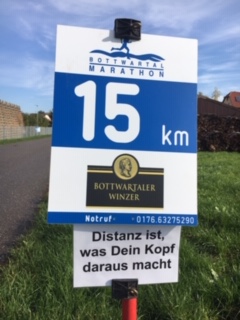 BOTTWARTAL
MARATHON
15 km
BOTTWARTALER
WINZER
Notruf 0176.63275290
Distanz ist,
was Dein Kopf
daraus macht